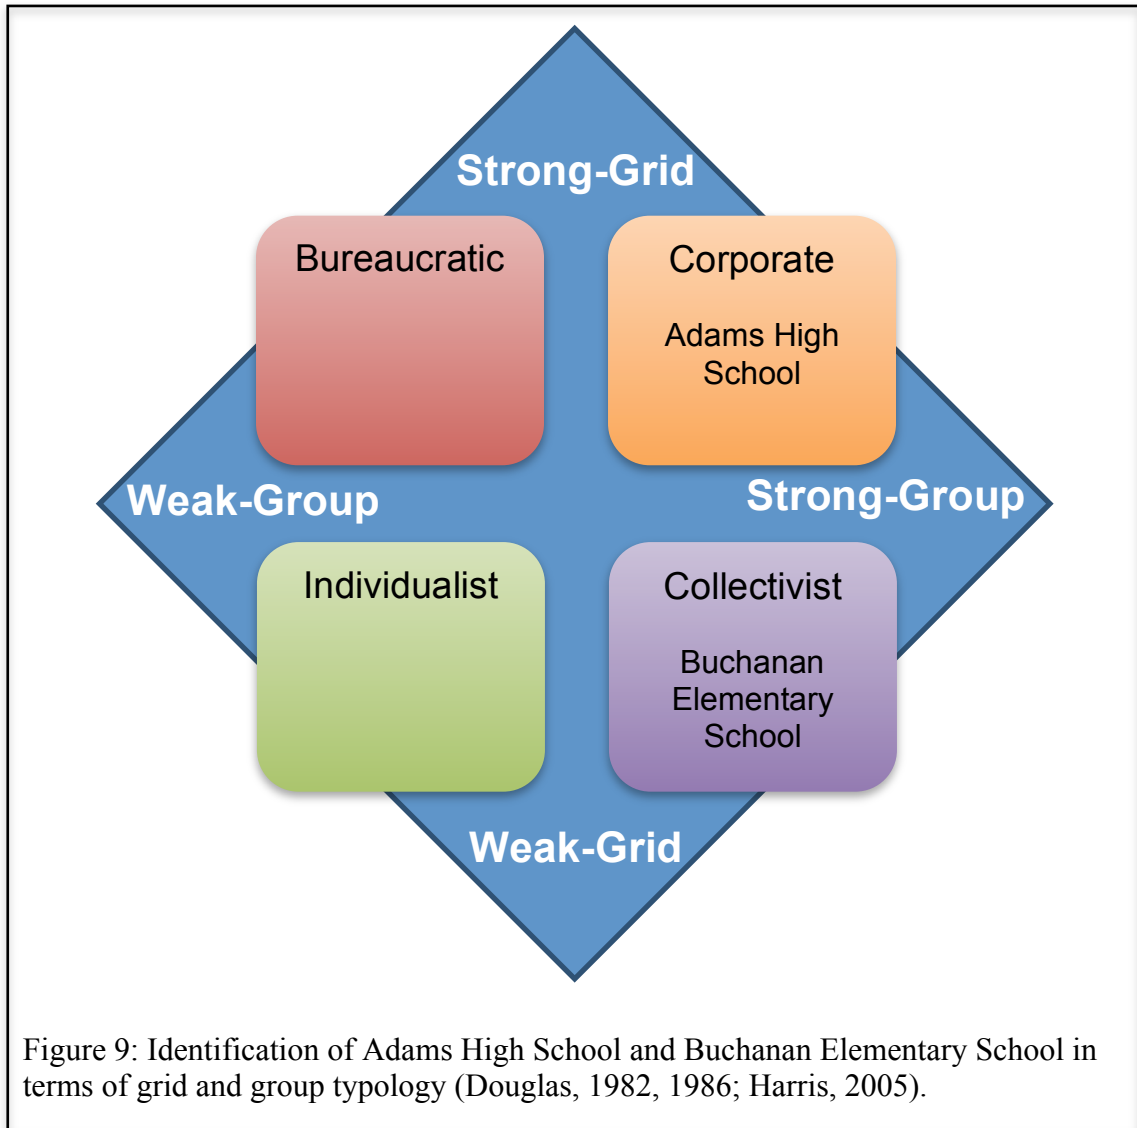 Strong-Grid
Bureaucratic
Corporate
Adams High
School
Weak-Group
Strong-Group
Individualist
Collectivist
Buchanan
Elementary
School
Weak-Grid
Figure 9: Identification of Adams High School and Buchanan Elementary School in
terms of grid and group typology (Douglas, 1982, 1986; Harris, 2005).